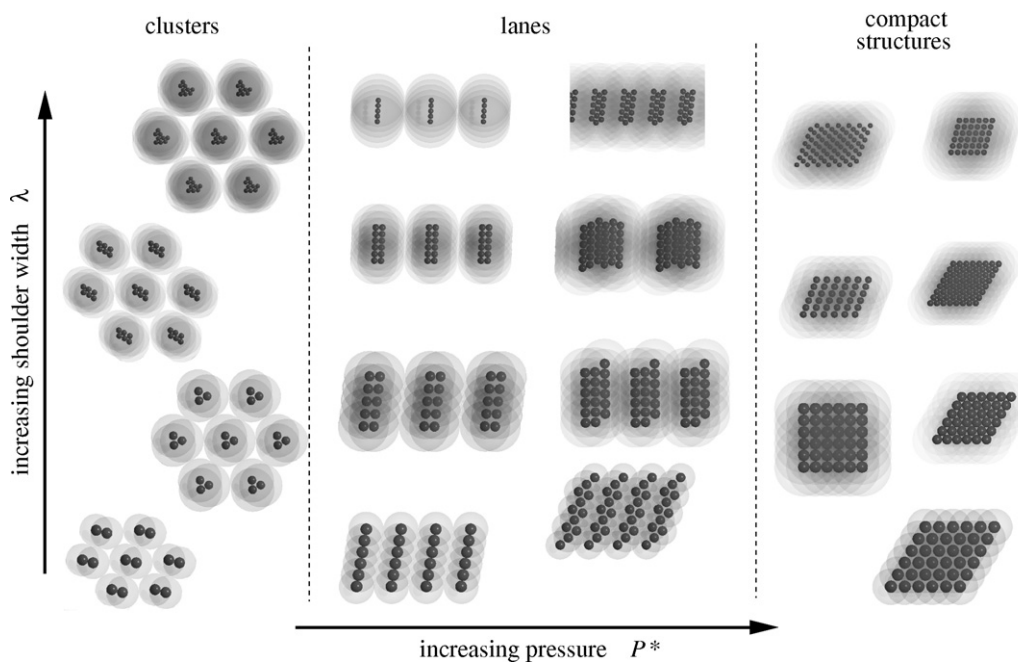 clusters
lanes
compact
structures
increasing shoulder width λ
increasing pressure P*